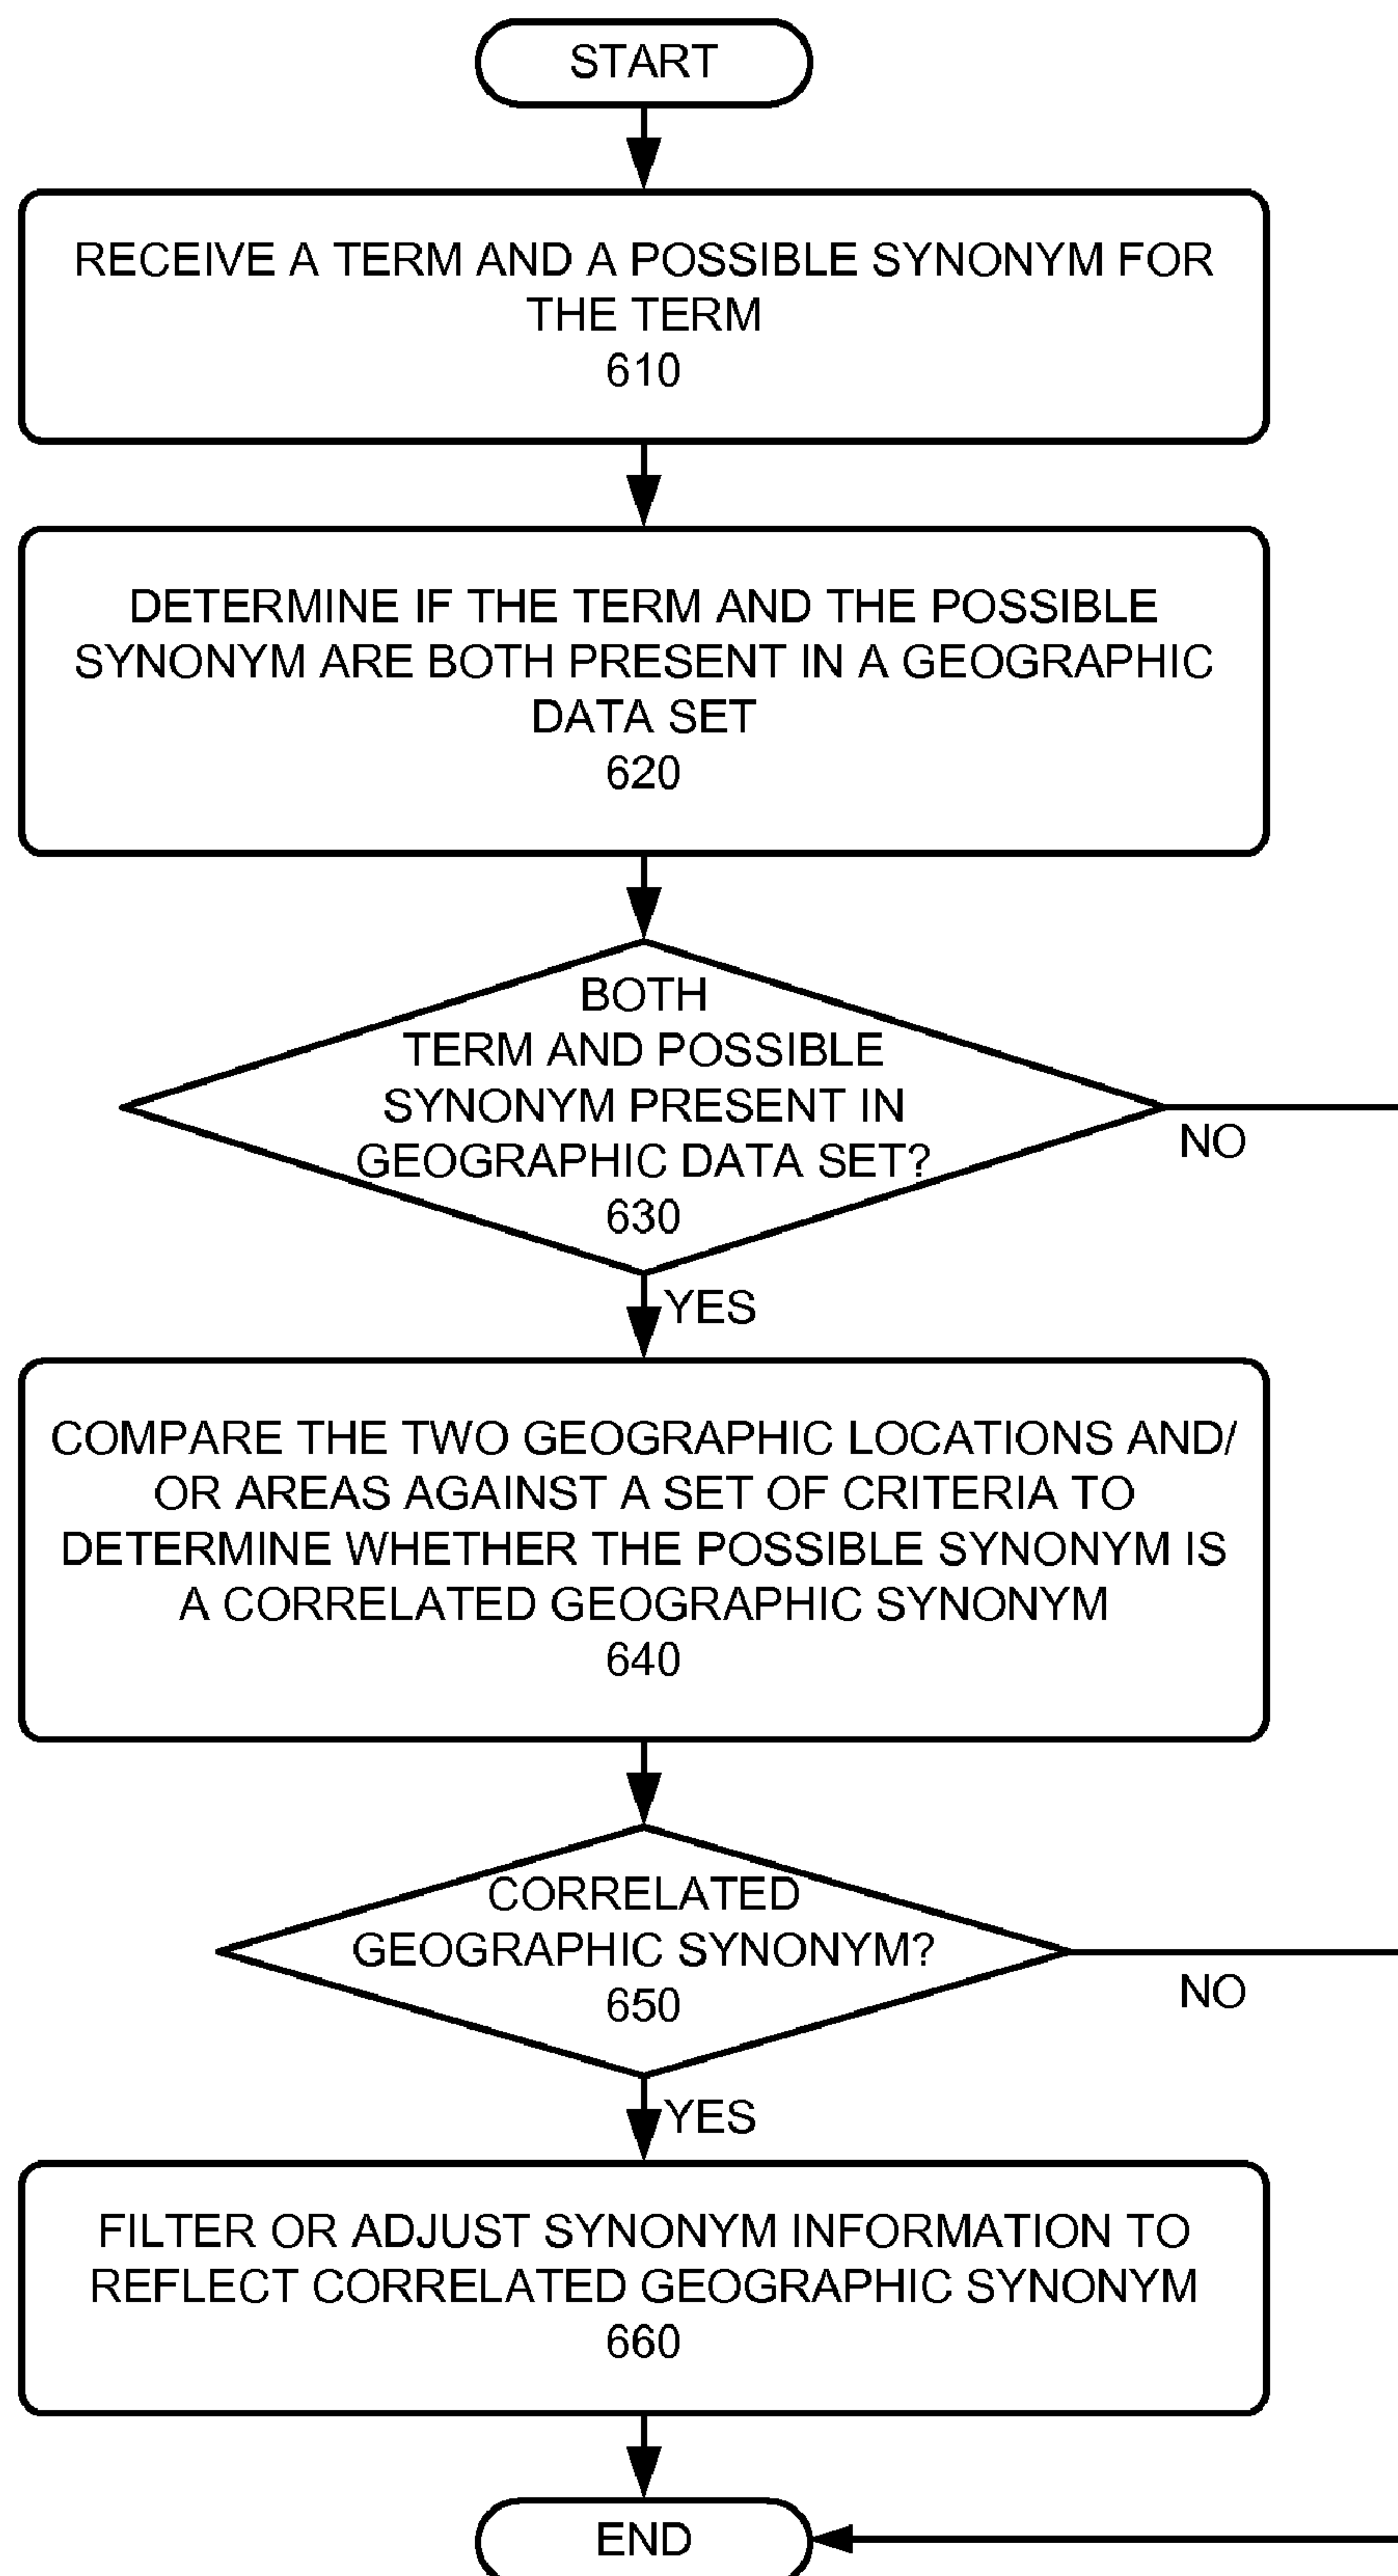 START
RECEIVE A TERM AND A POSSIBLE SYNONYM FOR
THE TERM
610
DETERMINE IF THE TERM AND THE POSSIBLE
SYNONYM ARE BOTH PRESENT IN A GEOGRAPHIC
DATA SET
620
BOTH
TERM AND POSSIBLE
SYNONYM PRESENT IN
GEOGRAPHIC DATA SET?
630
NO
YES
COMPARE THE TWO GEOGRAPHIC LOCATIONS AND/
OR AREAS AGAINST A SET OF CRITERIA TO
DETERMINE WHETHER THE POSSIBLE SYNONYM IS
A CORRELATED GEOGRAPHIC SYNONYM
640
CORRELATED
GEOGRAPHIC SYNONYM?
650
NO
YES
FILTER OR ADJUST SYNONYM INFORMATION TO
REFLECT CORRELATED GEOGRAPHIC SYNONYM
660
END